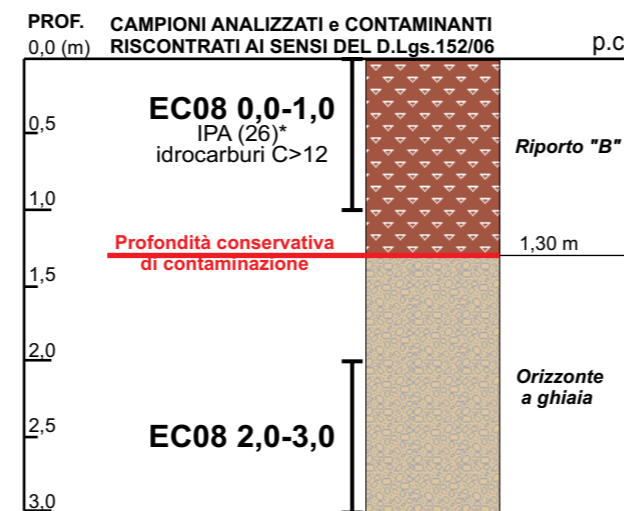 PROF. CAMPIONI ANALIZZATI e CONTAMINANTI
0,0 (m) RISCONTRATI AI SENSI DEL D.Lgs.152/06 p.c
EC08 0,0-1,0
IPA (26)*
idrocarburi C>12
0,5
Riporto "B"
1,0
Profondità conservativa
di contaminazione
1,30 m
1,5
2,0
Orizzonte
a ghiaia
2,5
EC08 2,0-3,0
3,0